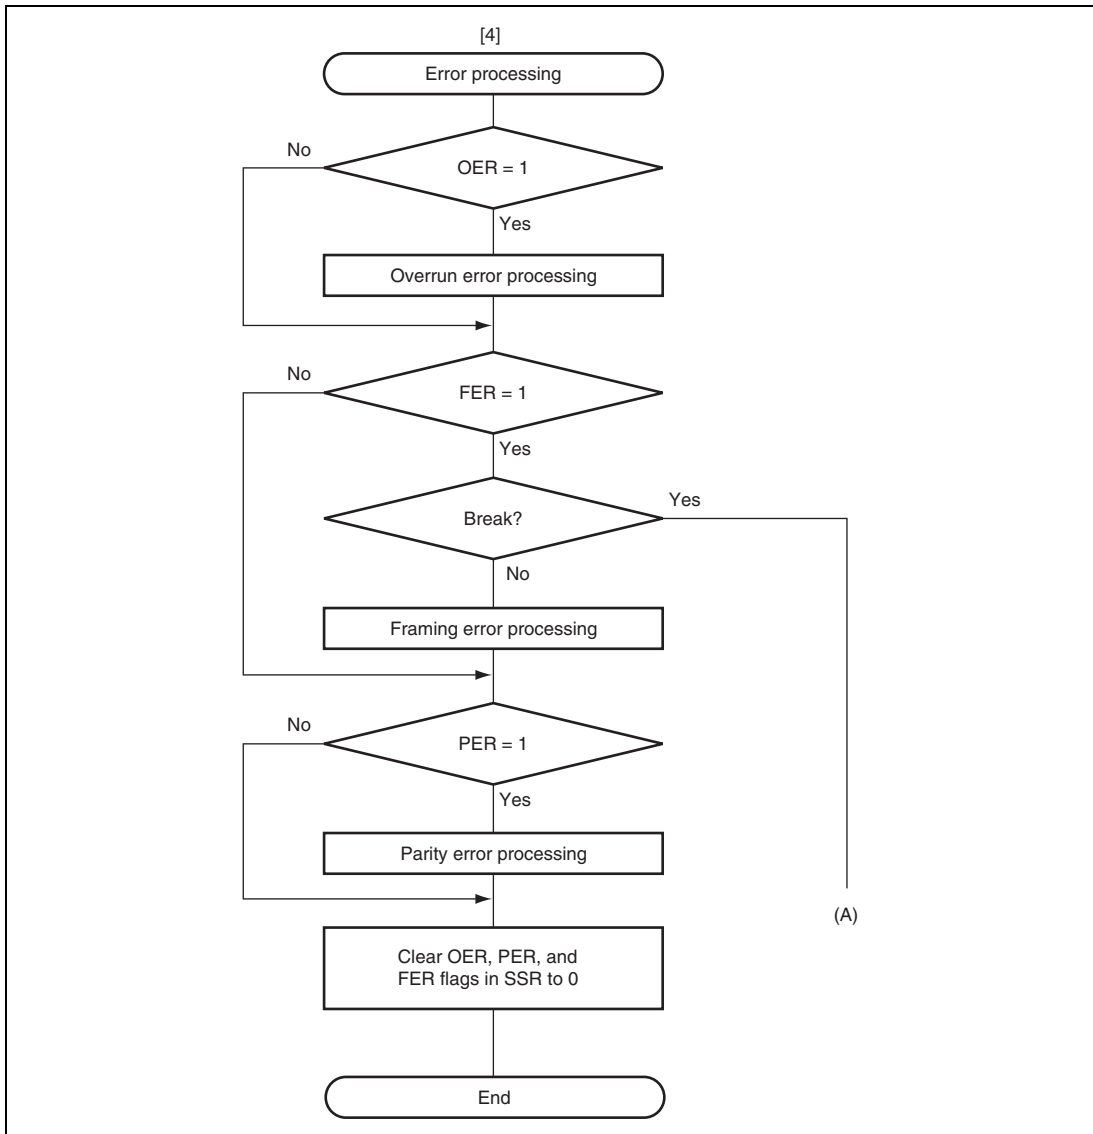 [4]
Error processing
No
OER = 1
Yes
Overrun error processing
No
FER = 1
Yes
Break?
Yes
No
Framing error processing
No
PER = 1
Yes
Parity error processing
(A)
Clear OER, PER, and
FER flags in SSR to 0
End